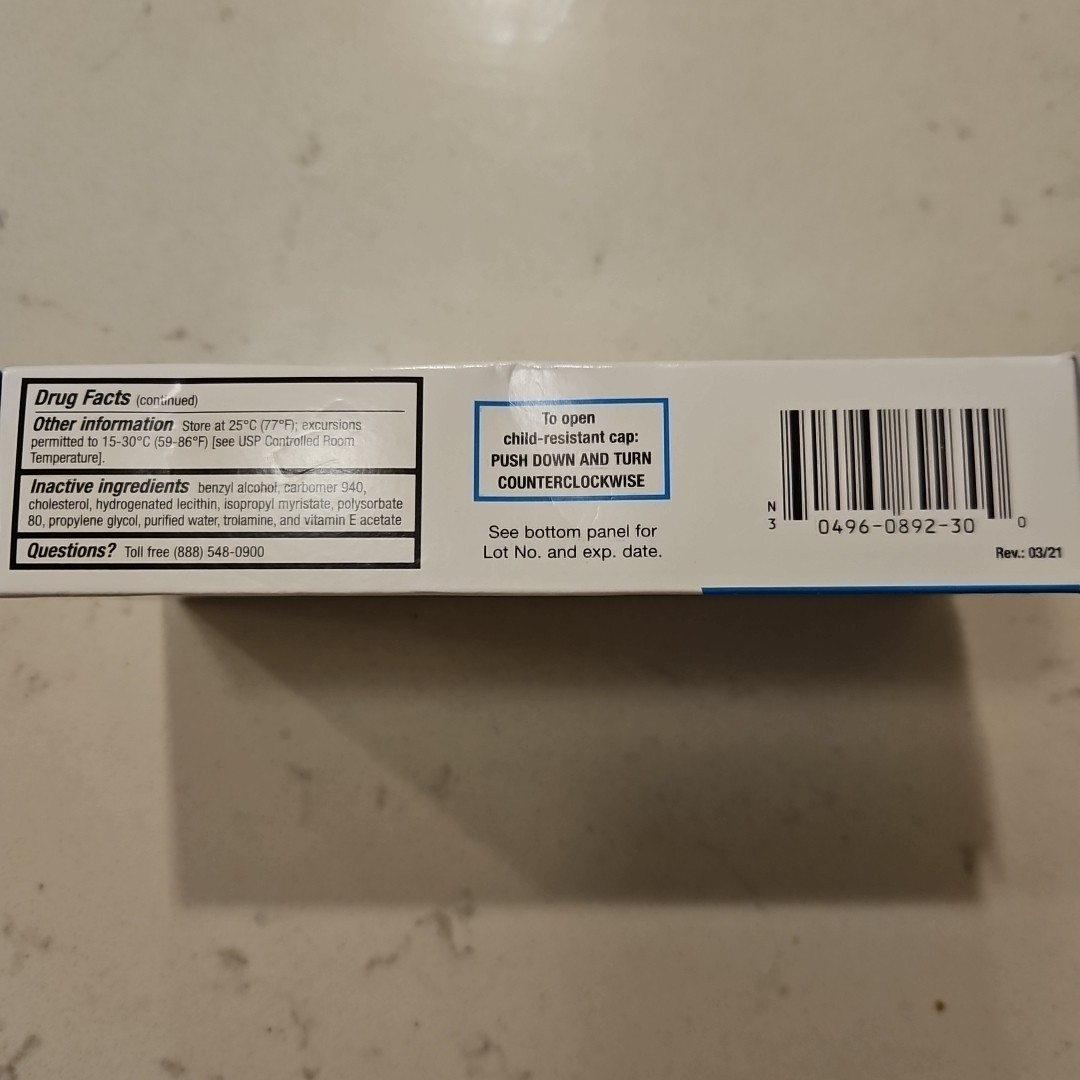 Drug Facts (continued)
Other information Store at 25°C (77°F); excursions
permitted to 15-30°C (59-86°F) [see USP Controlled Room
Temperature].
Inactive ingredients benzyl alcohol, carbomer 940,
cholesterol, hydrogenated lecithin, isopropyl myristate, polysorbate
80, propylene glycol, purified water, trolamine, and vitamin E acetate
Questions? Toll free (888) 548-0900
To open
child-resistant cap:
PUSH DOWN AND TURN
COUNTERCLOCKWISE
See bottom panel for
Lot No. and exp. date.
N
3 0496-0892-30 0
Rev.: 03/21